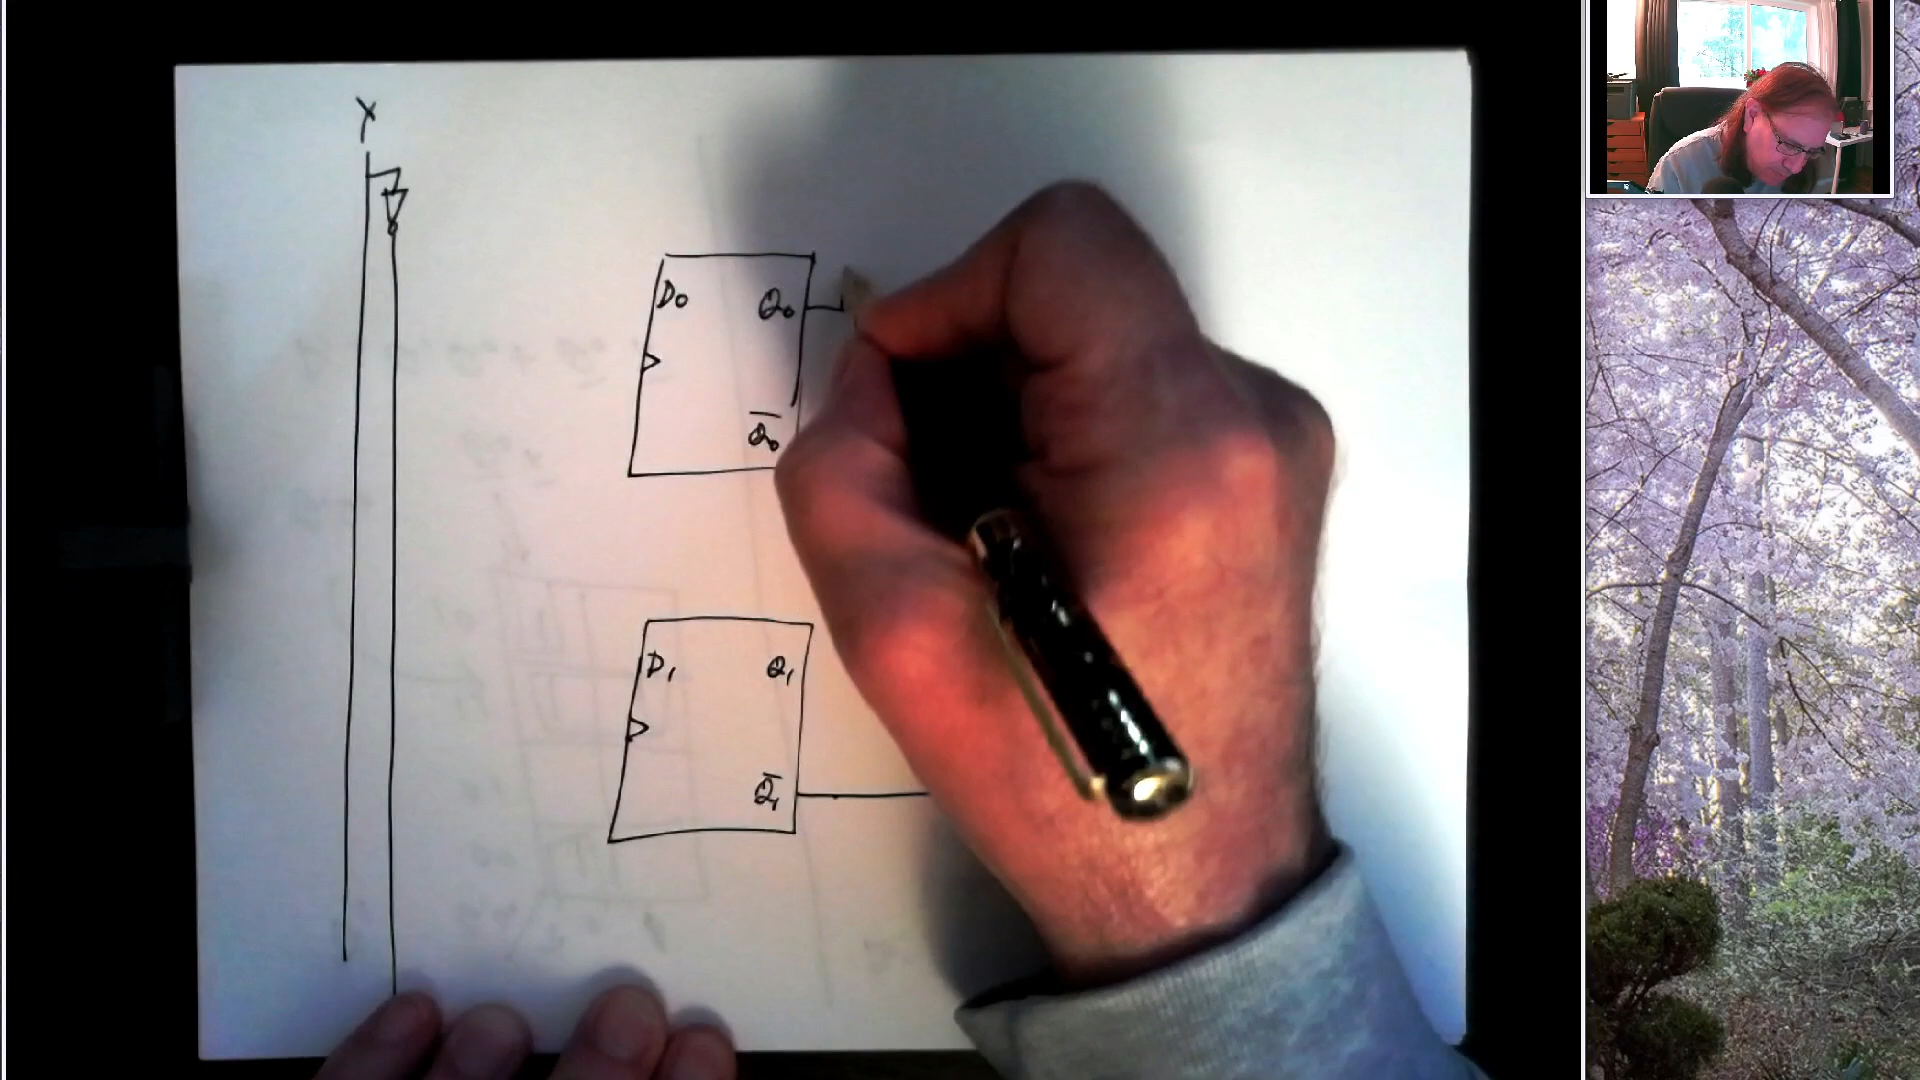 X
D₀ Q₀
Q̅₀
D₁ Q₁
Q̅₁